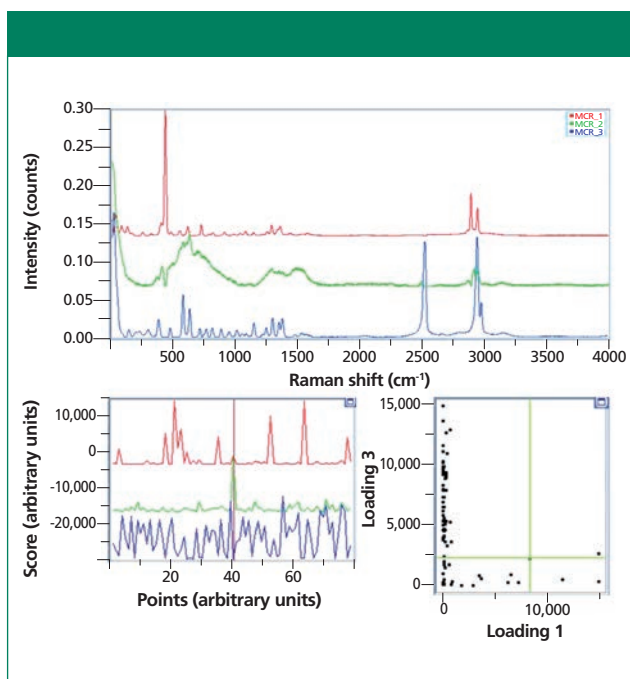 0.30
0.25
0.20
0.15
0.10
0.05
0.00
Intensity (counts)
MCR_1
MCR_2
MCR_3
500 1000 1500 2000 2500 3000 3500 4000
Raman shift (cm-1)
10,000
0
-10,000
-20,000
Score (arbitrary units)
20 40 60
Points (arbitrary units)
15,000
10,000
5,000
0
Loading 3
0 10,000
Loading 1